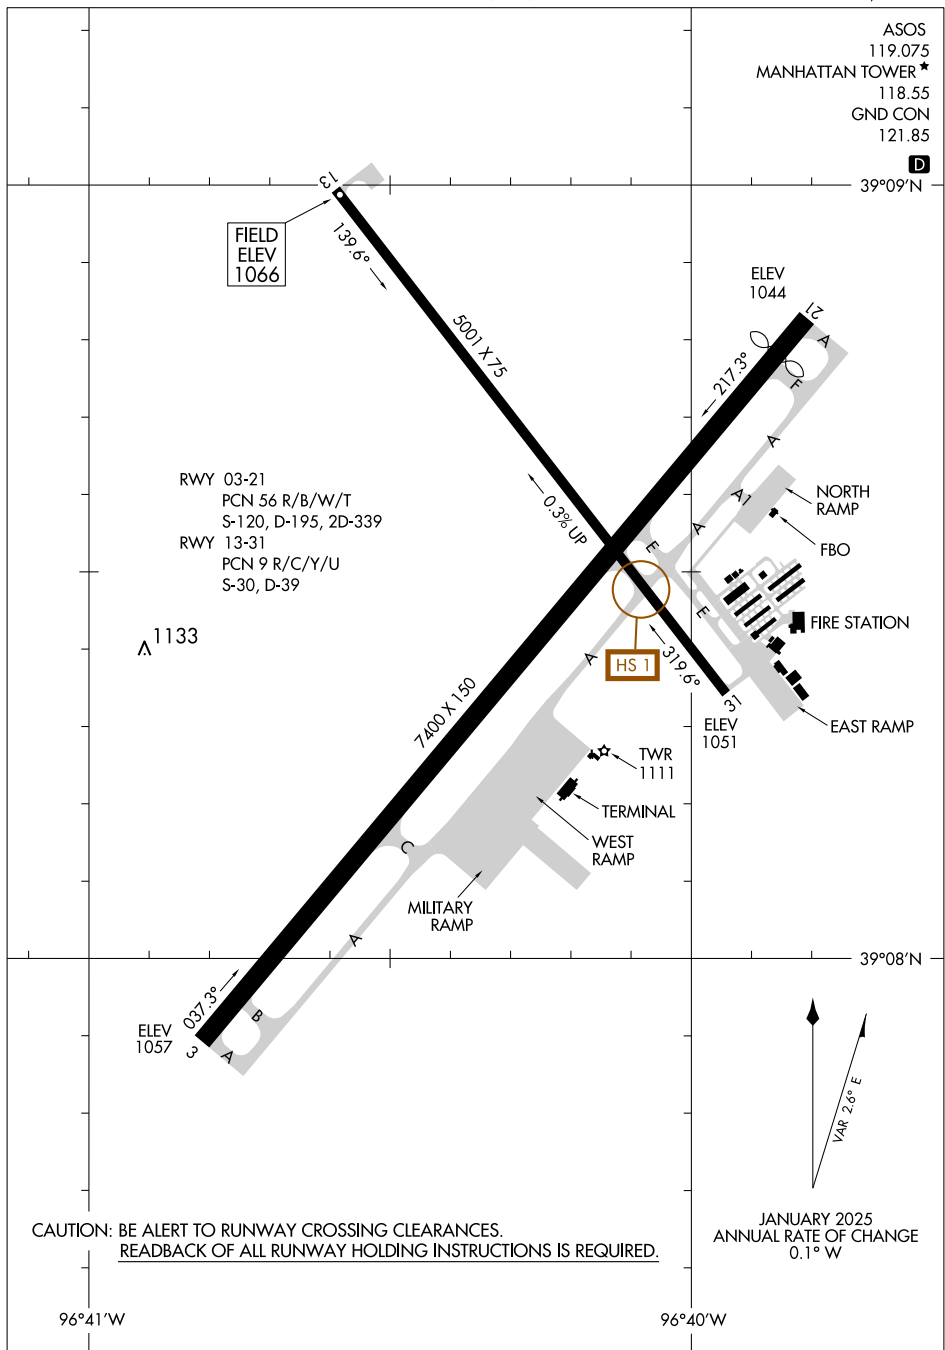 ASOS
119.075
MANHATTAN TOWER★
118.55
GND CON
121.85
D
39°09'N
13
FIELD
ELEV
1066
139.6°
ELEV
1044
21
A
5001 X 75
217.3°
F
A
RWY 03-21
PCN 56 R/B/W/T
S-120, D-195, 2D-339
RWY 13-31
PCN 9 R/C/Y/U
S-30, D-39
0.3% UP
A1
NORTH
RAMP
A
E
FBO
E
FIRE STATION
1133
A
HS 1
319.6°
31
ELEV
1051
EAST RAMP
7400 X 150
TWR
1111
TERMINAL
WEST
RAMP
C
MILITARY
RAMP
A
39°08'N
037.3°
B
ELEV
1057
3
A
VAR 2.6° E
CAUTION: BE ALERT TO RUNWAY CROSSING CLEARANCES.
READBACK OF ALL RUNWAY HOLDING INSTRUCTIONS IS REQUIRED.
JANUARY 2025
ANNUAL RATE OF CHANGE
0.1° W
96°41'W
96°40'W